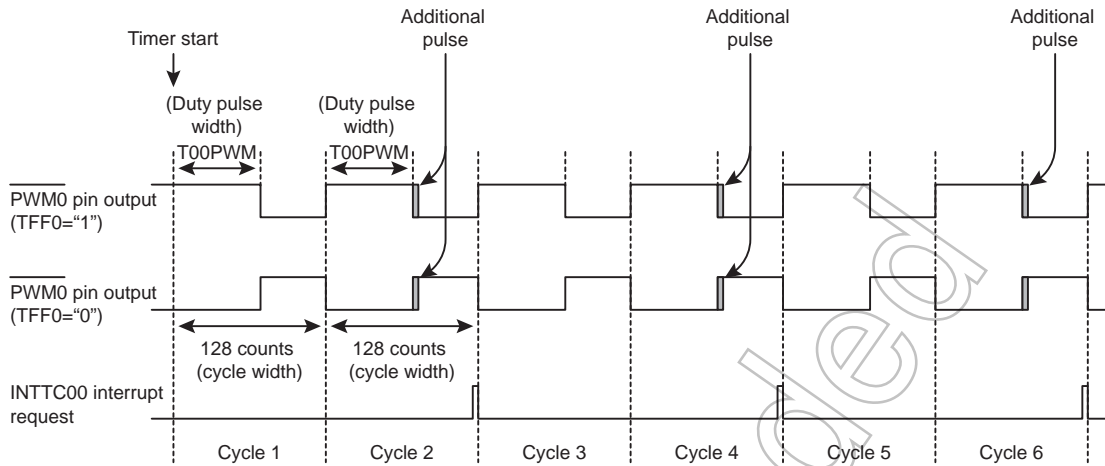 Additional
pulse
Additional
pulse
Additional
pulse
Timer start
(Duty pulse
width)
T00PWM
(Duty pulse
width)
T00PWM
PWM0 pin output
(TFF0=“1”)
PWM0 pin output
(TFF0=“0”)
128 counts
(cycle width)
128 counts
(cycle width)
INTTC00 interrupt
request
Cycle 1
Cycle 2
Cycle 3
Cycle 4
Cycle 5
Cycle 6
ded